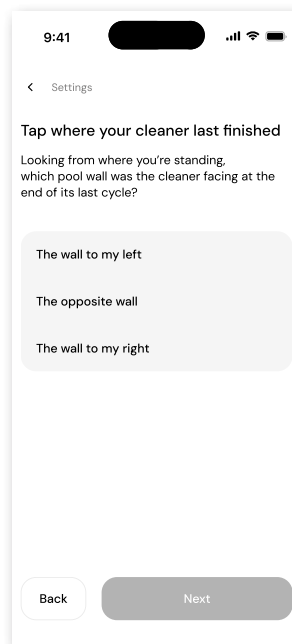 9:41
Settings
Tap where your cleaner last finished
Looking from where you’re standing,
which pool wall was the cleaner facing at the
end of its last cycle?
The wall to my left
The opposite wall
The wall to my right
Back
Next